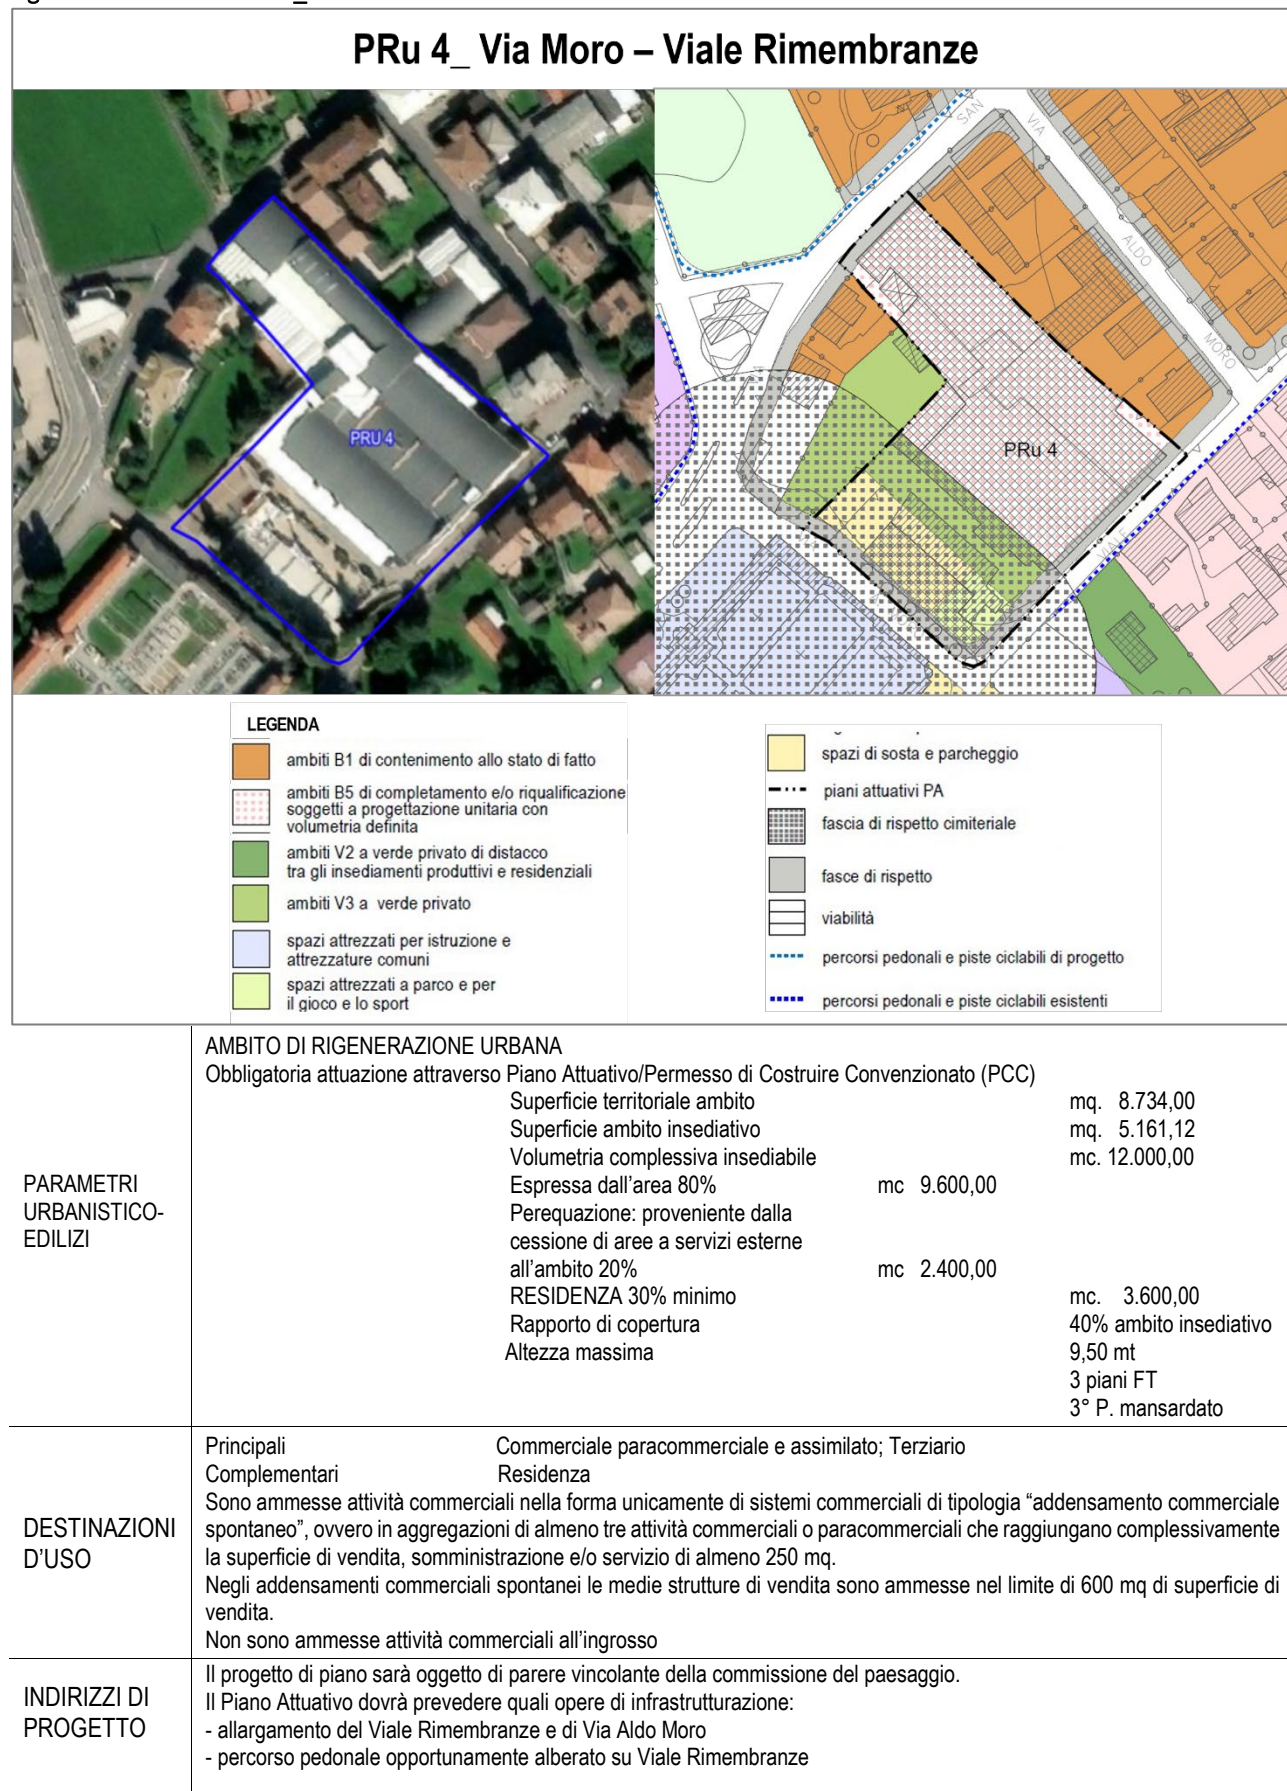 PRu 4_ Via Moro – Viale Rimembranze
PRU 4
SAN
VIA
ALDO
MORO
PRu 4
VIALE
LEGENDA
ambiti B1 di contenimento allo stato di fatto
ambiti B5 di completamento e/o riqualificazione
soggetti a progettazione unitaria con
volumetria definita
ambiti V2 a verde privato di distacco
tra gli insediamenti produttivi e residenziali
ambiti V3 a verde privato
spazi attrezzati per istruzione e
attrezzature comuni
spazi attrezzati a parco e per
il gioco e lo sport
spazi di sosta e parcheggio
piani attuativi PA
fascia di rispetto cimiteriale
fasce di rispetto
viabilità
percorsi pedonali e piste ciclabili di progetto
percorsi pedonali e piste ciclabili esistenti
PARAMETRI
URBANISTICO-
EDILIZI
AMBITO DI RIGENERAZIONE URBANA
Obbligatoria attuazione attraverso Piano Attuativo/Permesso di Costruire Convenzionato (PCC)
Superficie territoriale ambito mq. 8.734,00
Superficie ambito insediativo mq. 5.161,12
Volumetria complessiva insediabile mc. 12.000,00
Espressa dall'area 80% mc 9.600,00
Perequazione: proveniente dalla
cessione di aree a servizi esterne
all'ambito 20% mc 2.400,00
RESIDENZA 30% minimo mc. 3.600,00
Rapporto di copertura 40% ambito insediativo
Altezza massima 9,50 mt
3 piani FT
3° P. mansardato
DESTINAZIONI
D'USO
Principali Commerciale paracommerciale e assimilato; Terziario
Complementari Residenza
Sono ammesse attività commerciali nella forma unicamente di sistemi commerciali di tipologia “addensamento commerciale
spontaneo”, ovvero in aggregazioni di almeno tre attività commerciali o paracommerciali che raggiungano complessivamente
la superficie di vendita, somministrazione e/o servizio di almeno 250 mq.
Negli addensamenti commerciali spontanei le medie strutture di vendita sono ammesse nel limite di 600 mq di superficie di
vendita.
Non sono ammesse attività commerciali all'ingrosso
INDIRIZZI DI
PROGETTO
Il progetto di piano sarà oggetto di parere vincolante della commissione del paesaggio.
Il Piano Attuativo dovrà prevedere quali opere di infrastrutturazione:
- allargamento del Viale Rimembranze e di Via Aldo Moro
- percorso pedonale opportunamente alberato su Viale Rimembranze